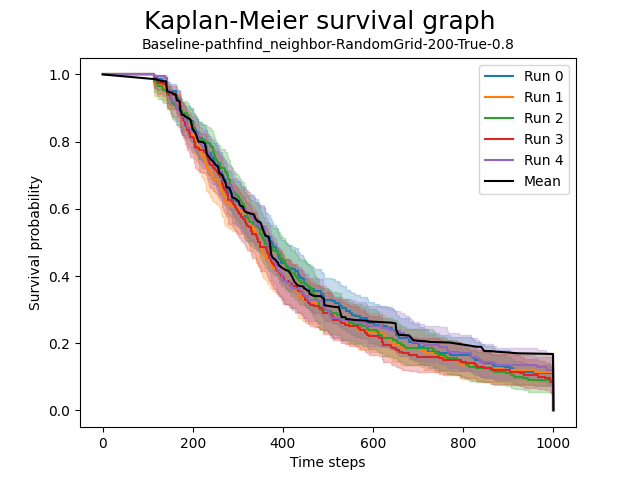 Kaplan-Meier survival graph
Baseline-pathfind_neighbor-RandomGrid-200-True-0.8
Survival probability
1.0
0.8
0.6
0.4
0.2
0.0
Run 0
Run 1
Run 2
Run 3
Run 4
Mean
0 200 400 600 800 1000
Time steps